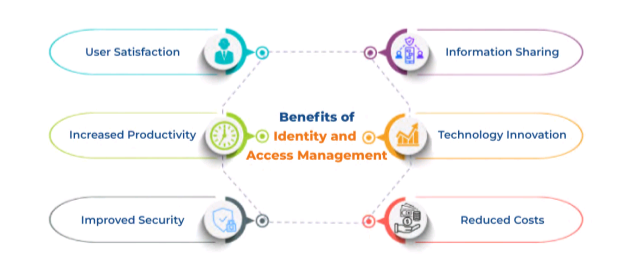 User Satisfaction
Information Sharing
Benefits of
Identity and
Access Management
Increased Productivity
Technology Innovation
Improved Security
Reduced Costs